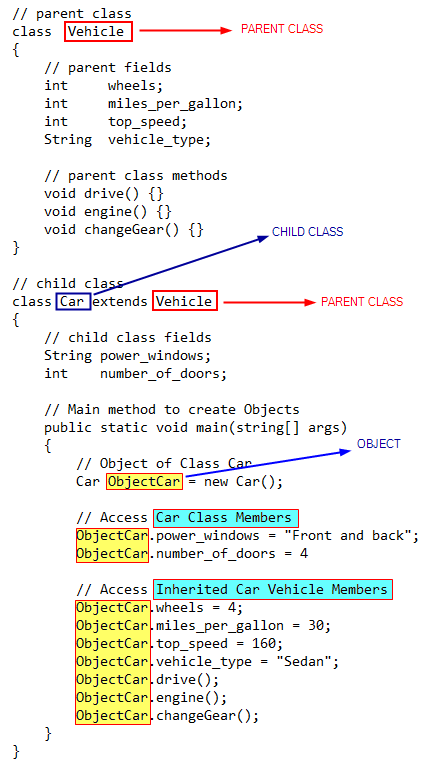 // parent class
class Vehicle PARENT CLASS
{
// parent fields
int wheels;
int miles_per_gallon;
int top_speed;
String vehicle_type;
// parent class methods
void drive() {}
void engine() {}
void changeGear() {}
}
CHILD CLASS
// child class
class Car extends Vehicle PARENT CLASS
{
// child class fields
String power_windows;
int number_of_doors;
// Main method to create Objects
public static void main(string[] args)
{
OBJECT
// Object of Class Car
Car ObjectCar = new Car();
// Access Car Class Members
ObjectCar.power_windows = "Front and back";
ObjectCar.number_of_doors = 4
// Access Inherited Car Vehicle Members
ObjectCar.wheels = 4;
ObjectCar.miles_per_gallon = 30;
ObjectCar.top_speed = 160;
ObjectCar.vehicle_type = "Sedan";
ObjectCar.drive();
ObjectCar.engine();
ObjectCar.changeGear();
}
}